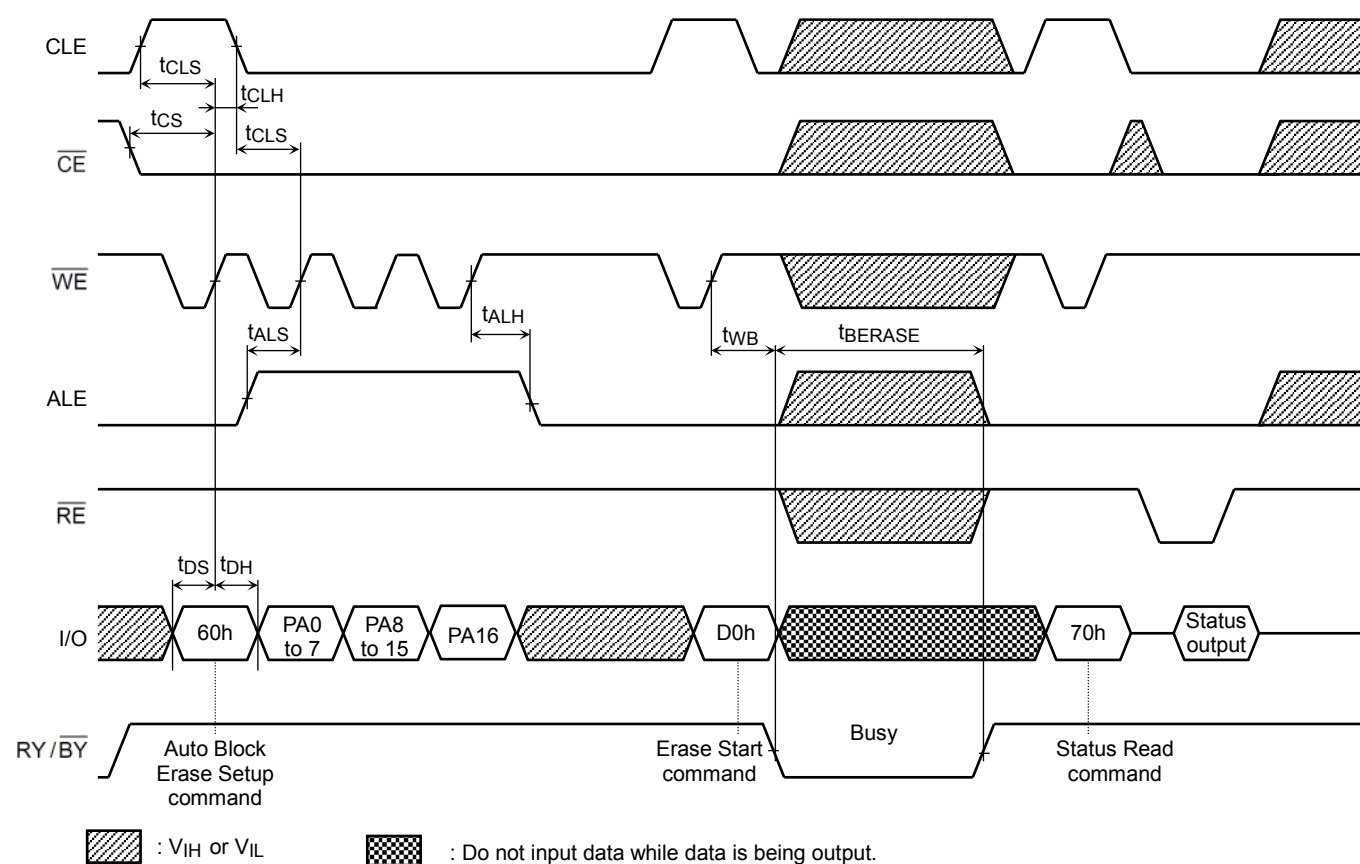 CLE
tCLS
tCLH
tCS
tCLS
CE
WE
tALS
tALH
tWB
tBERASE
ALE
RE
tDS
tDH
I/O
60h
PA0
to 7
PA8
to 15
PA16
D0h
70h
Status
output
RY/BY
Busy
Auto Block
Erase Setup
command
Erase Start
command
Status Read
command
: VIH or VIL
: Do not input data while data is being output.